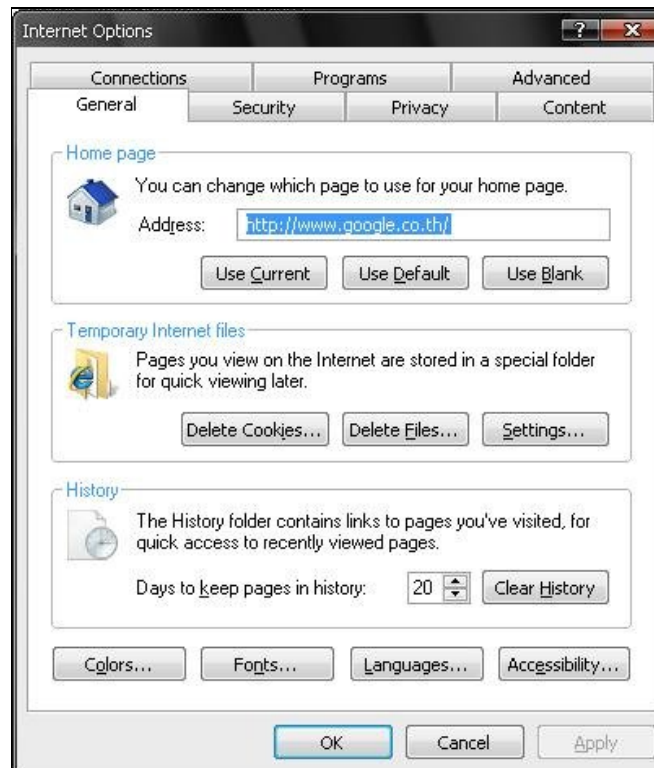 Internet Options
Connections Programs Advanced
General Security Privacy Content
Home page
You can change which page to use for your home page.
Address: http://www.google.co.th/
Use Current Use Default Use Blank
Temporary Internet files
Pages you view on the Internet are stored in a special folder
for quick viewing later.
Delete Cookies... Delete Files... Settings...
History
The History folder contains links to pages you've visited, for
quick access to recently viewed pages.
Days to keep pages in history: 20 Clear History
Colors... Fonts... Languages... Accessibility...
OK Cancel Apply